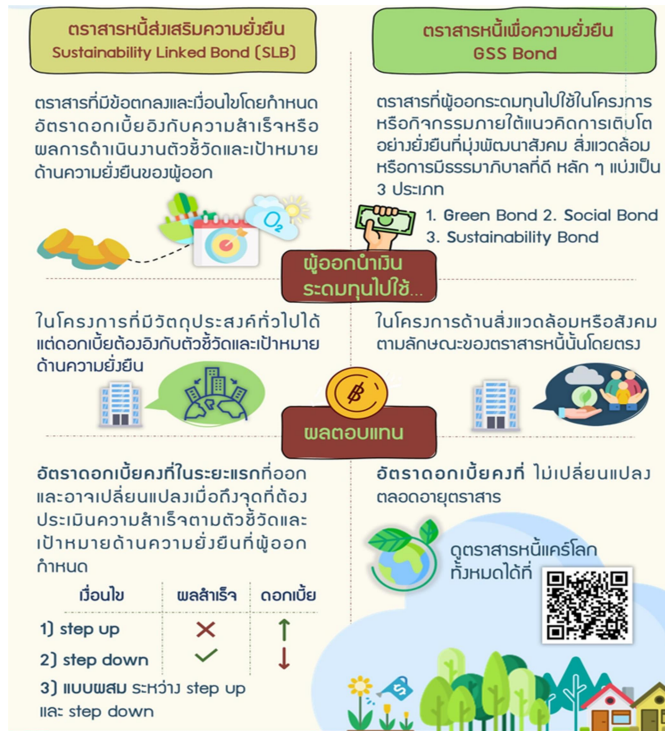 ตราสารหนี้ส่งเสริมความยั่งยืน
Sustainability Linked Bond (SLB)
ตราสารที่มีข้อตกลงและเงื่อนไขโดยกำหนด
อัตราดอกเบี้ยอิงกับความสำเร็จหรือ
ผลการดำเนินงานตัวชี้วัดและเป้าหมาย
ด้านความยั่งยืนของผู้ออก
O2
ตราสารหนี้เพื่อความยั่งยืน
GSS Bond
ตราสารที่ผู้ออกระดมทุนไปใช้ในโครงการ
หรือกิจกรรมภายใต้แนวคิดการเติบโต
อย่างยั่งยืนที่มุ่งพัฒนาสังคม สิ่งแวดล้อม
หรือการมีธรรมาภิบาลที่ดี หลัก ๆ แบ่งเป็น
3 ประเภท
1. Green Bond 2. Social Bond
3. Sustainability Bond
ผู้ออกนำเงิน
ระดมทุนไปใช้...
ในโครงการที่มีวัตถุประสงค์ทั่วไปได้
แต่ดอกเบี้ยต้องอิงกับตัวชี้วัดและเป้าหมาย
ด้านความยั่งยืน
ในโครงการด้านสิ่งแวดล้อมหรือสังคม
ตามลักษณะของตราสารหนี้นั้นโดยตรง
฿
ผลตอบแทน
อัตราดอกเบี้ยคงที่ในระยะแรกที่ออก
และอาจเปลี่ยนแปลงเมื่อถึงจุดที่ต้อง
ประเมินความสำเร็จตามตัวชี้วัดและ
เป้าหมายด้านความยั่งยืนที่ผู้ออก
กำหนด
เงื่อนไข ผลสำเร็จ ดอกเบี้ย
1) step up ✗ ↑
2) step down ✓ ↓
3) แบบผสม ระหว่าง step up
และ step down
อัตราดอกเบี้ยคงที่ ไม่เปลี่ยนแปลง
ตลอดอายุตราสาร
ดูตราสารหนี้แคร์โลก
ทั้งหมดได้ที่
$